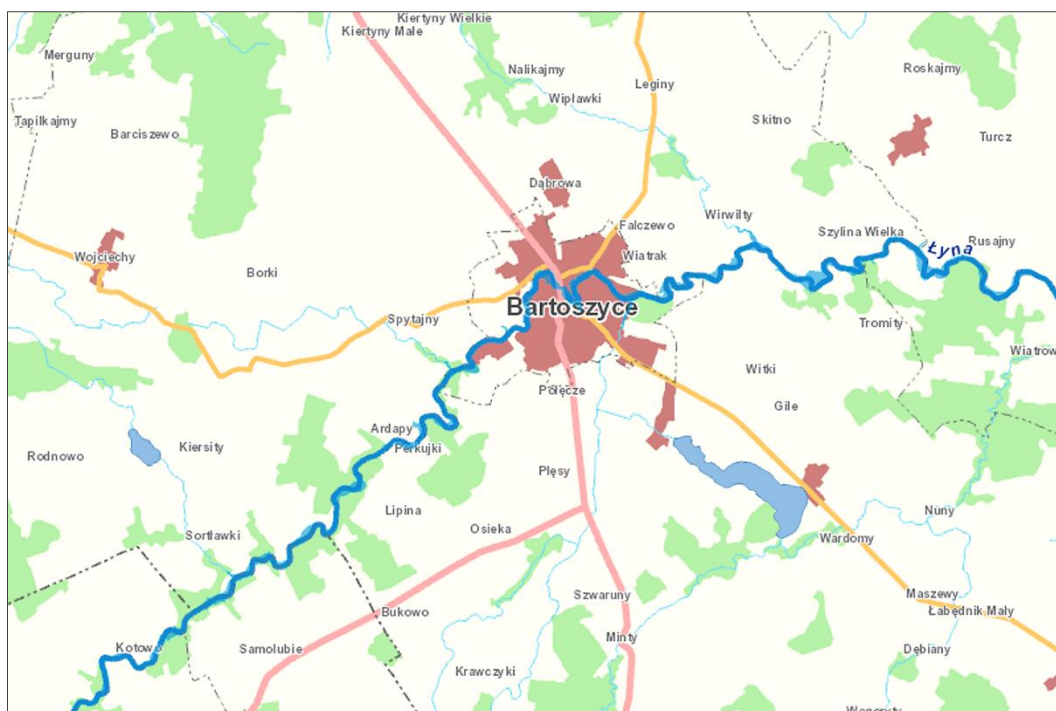 Kiertyny Wielkie
Kiertyny Małe
Merguny
Nalikajmy
Roskajmy
Leginy
Wipławki
Tapilkajmy
Skitno
Barciszewo
Turcz
Dąbrowa
Wirwilty
Falczewo
Szylina Wielka
Łyna
Rusajny
Wojciechy
Wiatrak
Borki
Bartoszyce
Spytajny
Tromity
Wiatrow
Witki
Połęcze
Gile
Ardapy
Perkujki
Kiersity
Rodnowo
Plęsy
Lipina
Nuny
Osieka
Sortławki
Wardomy
Szwaruny
Maszewy
Bukowo
Łabędnik Mały
Minty
Kotowo
Samolubie
Dębiany
Krawczyki